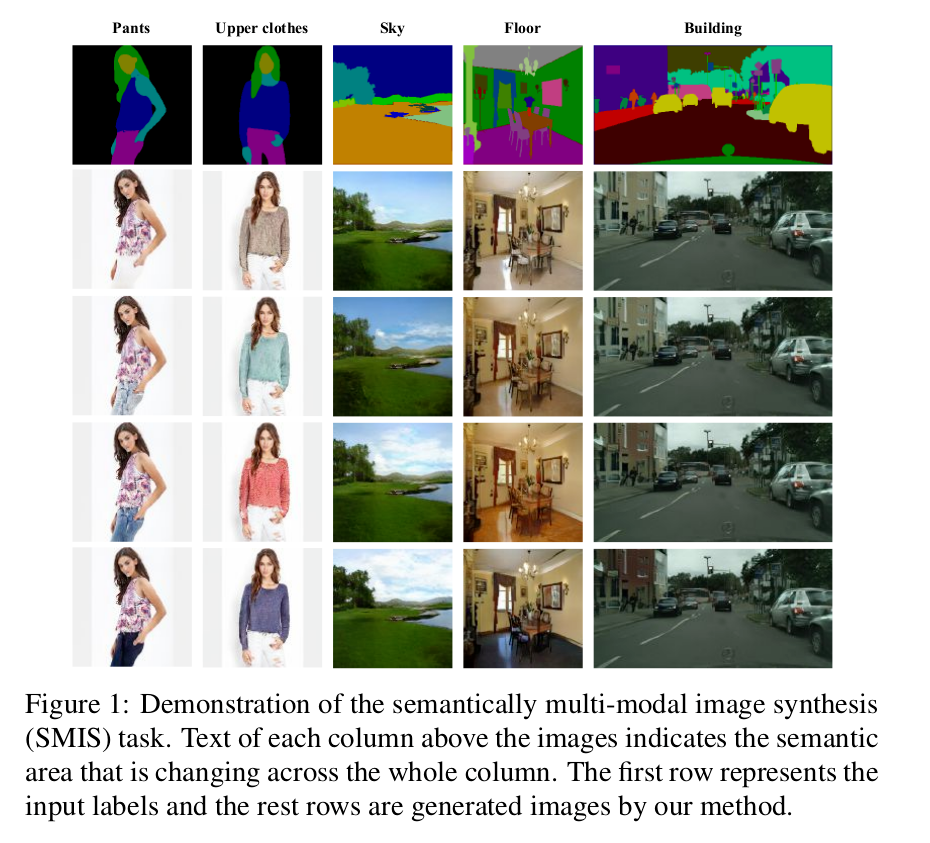 Pants Upper clothes Sky Floor Building
Figure 1: Demonstration of the semantically multi-modal image synthesis
(SMIS) task. Text of each column above the images indicates the semantic
area that is changing across the whole column. The first row represents the
input labels and the rest rows are generated images by our method.